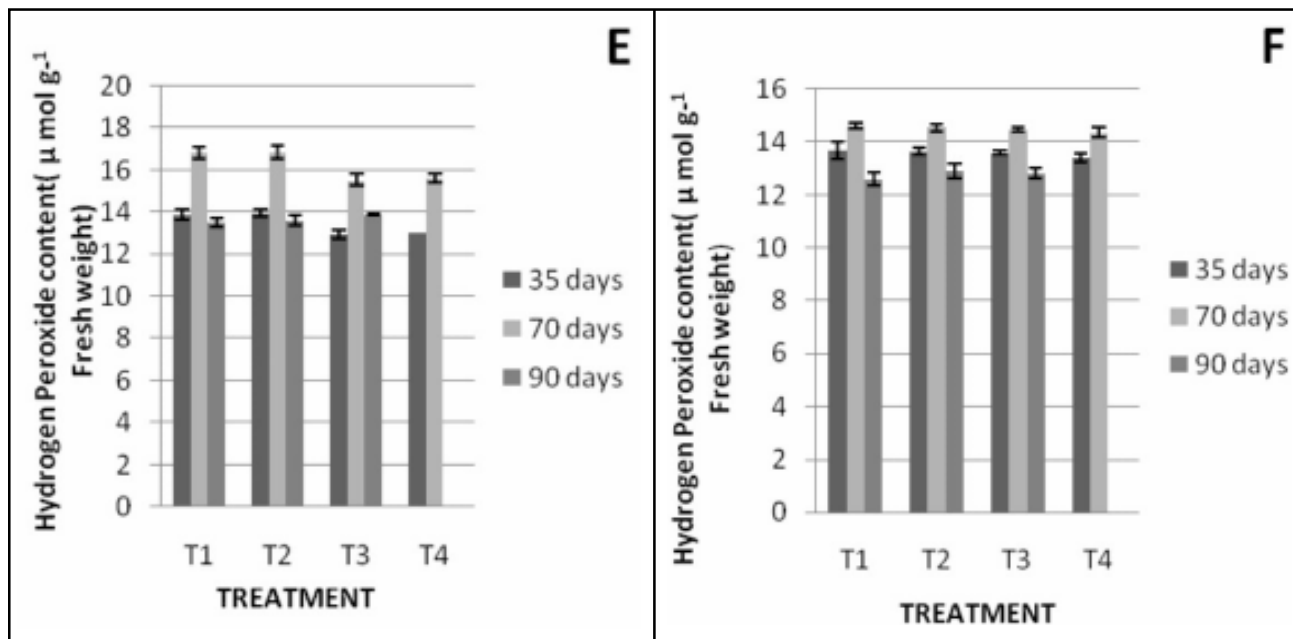 E
Hydrogen Peroxide content( µ mol g-1
Fresh weight)
20
18
16
14
12
10
8
6
4
2
0
T1 T2 T3 T4
TREATMENT
35 days
70 days
90 days
F
Hydrogen Peroxide content( µ mol g-1
Fresh weight)
16
14
12
10
8
6
4
2
0
T1 T2 T3 T4
TREATMENT
35 days
70 days
90 days